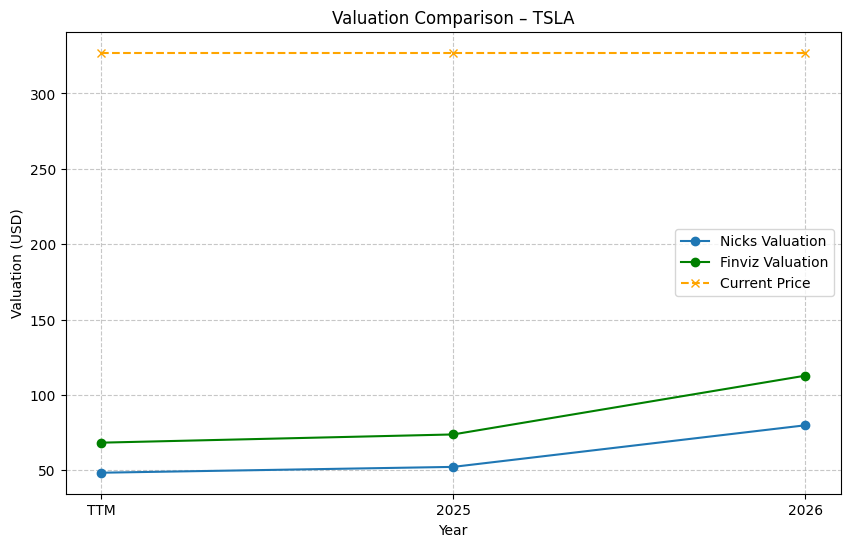 Valuation Comparison – TSLA
Valuation (USD)
300
250
200
150
100
50
Nicks Valuation
Finviz Valuation
Current Price
TTM
2025
2026
Year